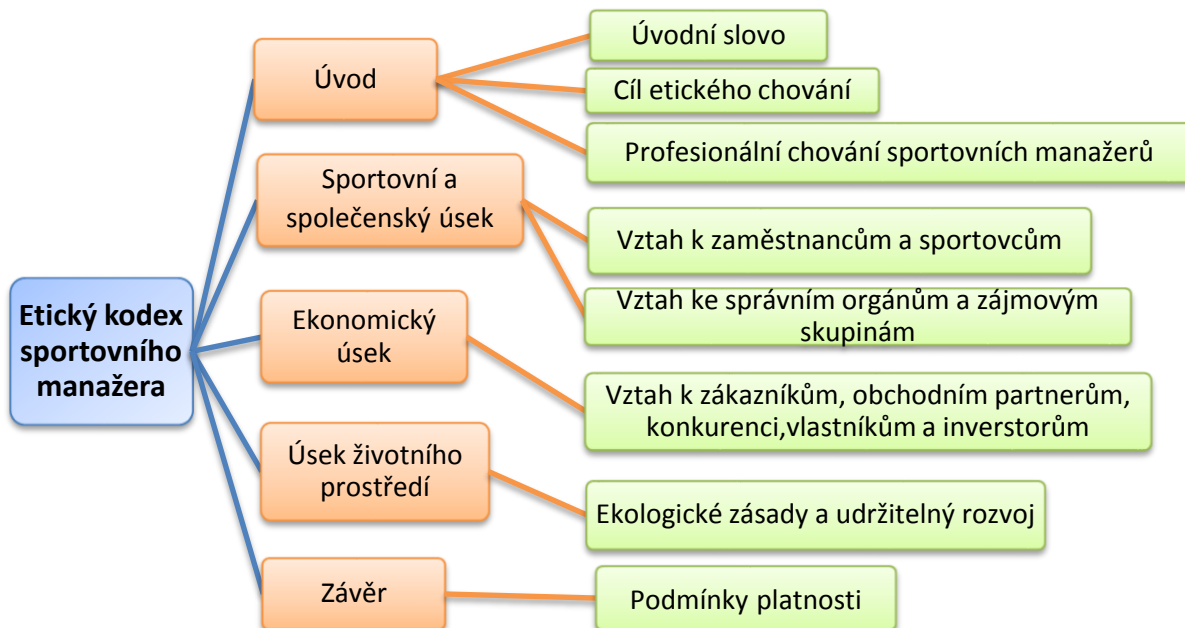 Etický kodex
sportovního
manažera
Úvod
Úvodní slovo
Cíl etického chování
Profesionální chování sportovních manažerů
Sportovní a
společenský úsek
Vztah k zaměstnancům a sportovcům
Vztah ke správním orgánům a zájmovým
skupinám
Ekonomický
úsek
Vztah k zákazníkům, obchodním partnerům,
konkurenci,vlastníkům a inverstorům
Úsek životního
prostředí
Ekologické zásady a udržitelný rozvoj
Závěr
Podmínky platnosti